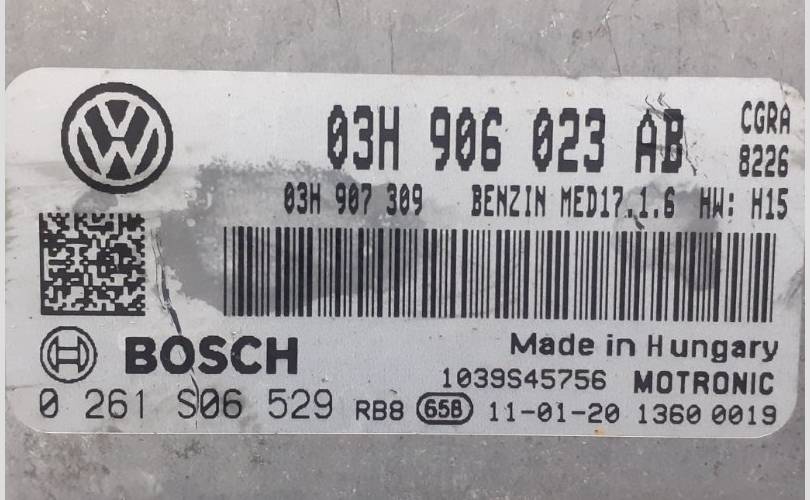 03H 906 023 AB CGRA
8226
03H 907 309 BENZIN MED17.1.6 HW: H15
BOSCH Made in Hungary
1039S45756 MOTRONIC
0 261 S06 529 RB8 65B 11-01-20 1360 0019